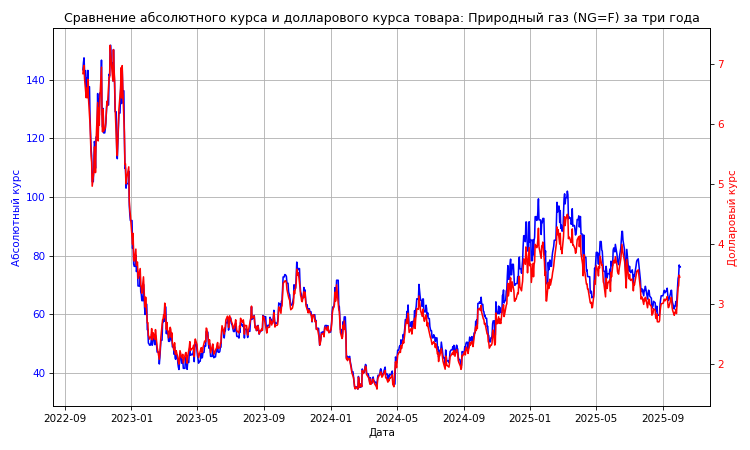 Сравнение абсолютного курса и долларового курса товара: Природный газ (NG=F) за три года
Абсолютный курс
140
120
100
80
60
40
7
6
5
4
3
2
Долларовый курс
2022-09 2023-01 2023-05 2023-09 2024-01 2024-05 2024-09 2025-01 2025-05 2025-09
Дата